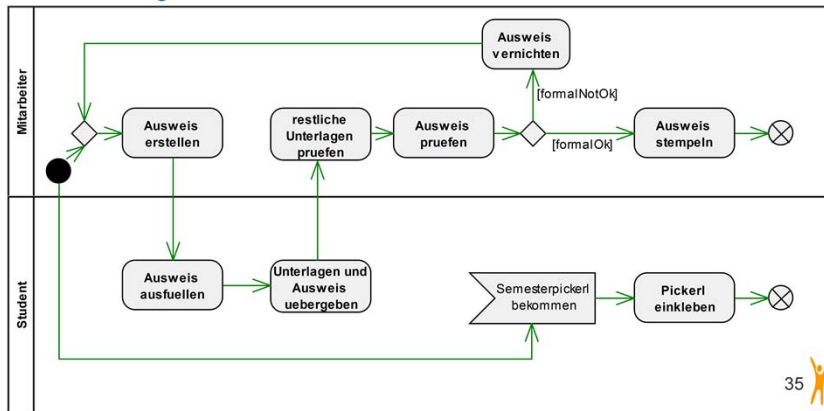 Mitarbeiter
Ausweis
vernichten
[formalNotOk]
Ausweis
erstellen
restliche
Unterlagen
pruefen
Ausweis
pruefen
[formalOk]
Ausweis
stempeln
Student
Ausweis
ausfuellen
Unterlagen und
Ausweis
uebergeben
Semesterpickerl
bekommen
Pickerl
einkleben
35